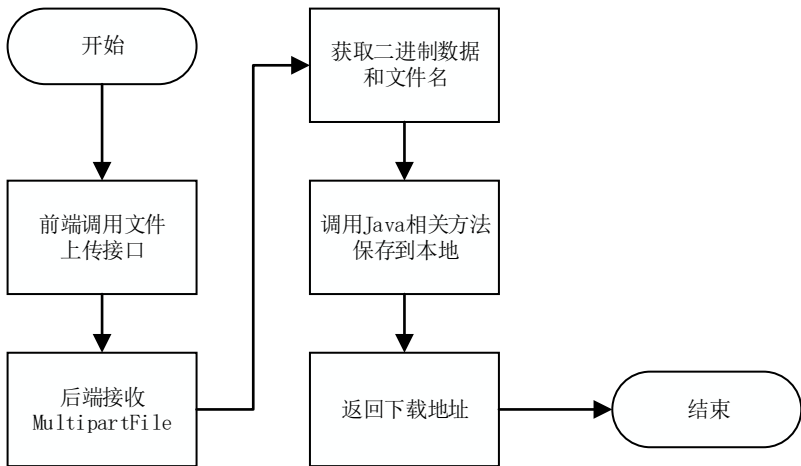 开始
前端调用文件
上传接口
后端接收
MultipartFile
获取二进制数据
和文件名
调用Java相关方法
保存到本地
返回下载地址
结束